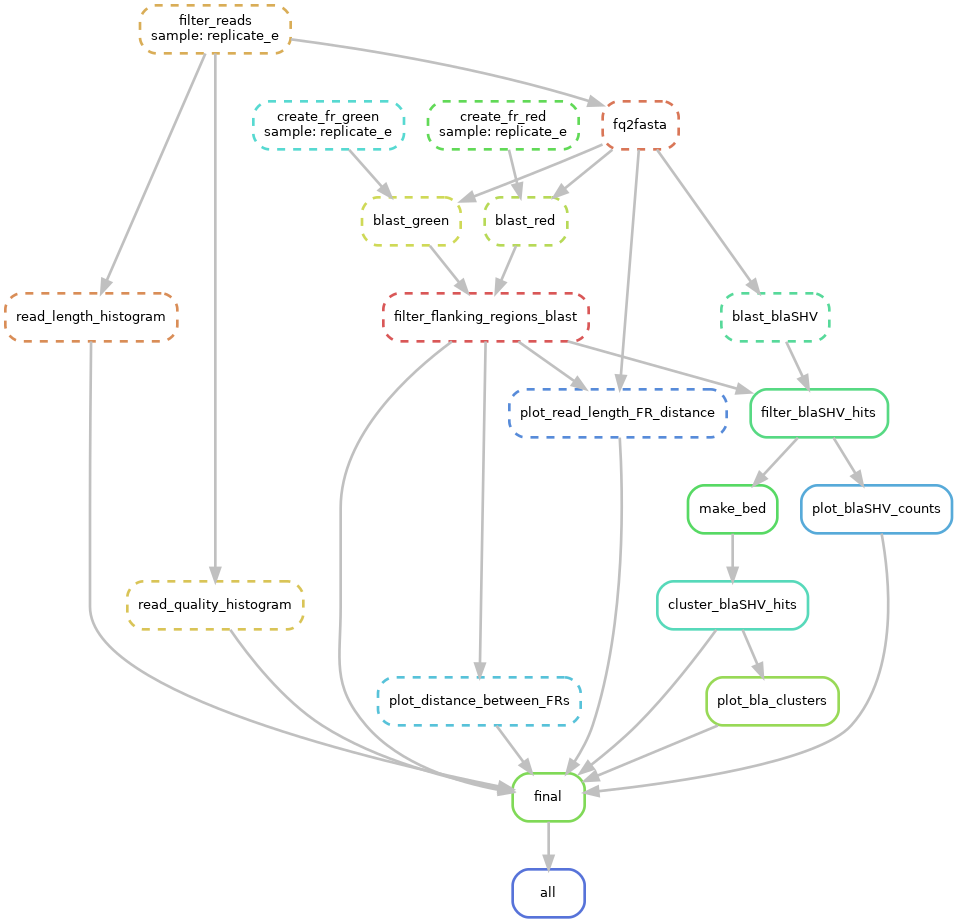 filter_reads
sample: replicate_e
create_fr_green
sample: replicate_e
create_fr_red
sample: replicate_e
fq2fasta
blast_green
blast_red
read_length_histogram
filter_flanking_regions_blast
blast_blaSHV
plot_read_length_FR_distance
filter_blaSHV_hits
make_bed
plot_blaSHV_counts
read_quality_histogram
cluster_blaSHV_hits
plot_distance_between_FRs
plot_bla_clusters
final
all